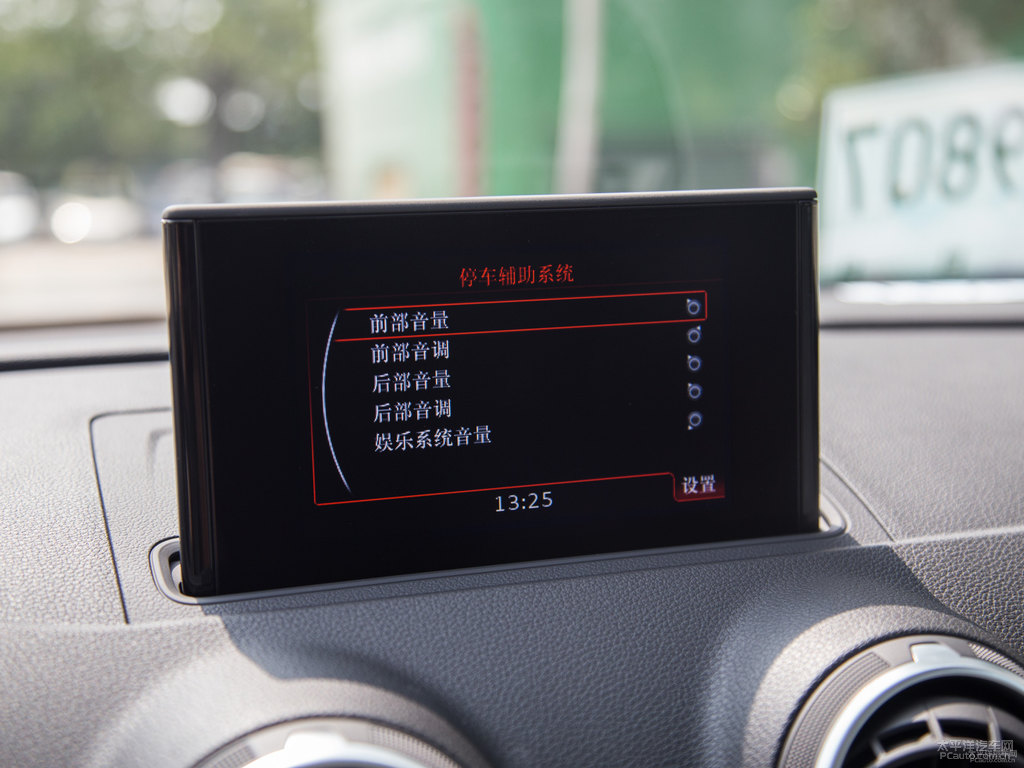 停车辅助系统
前部音量
前部音调
后部音量
后部音调
娱乐系统音量
设置
13:25
太平洋汽车网
PCauto.com.cn